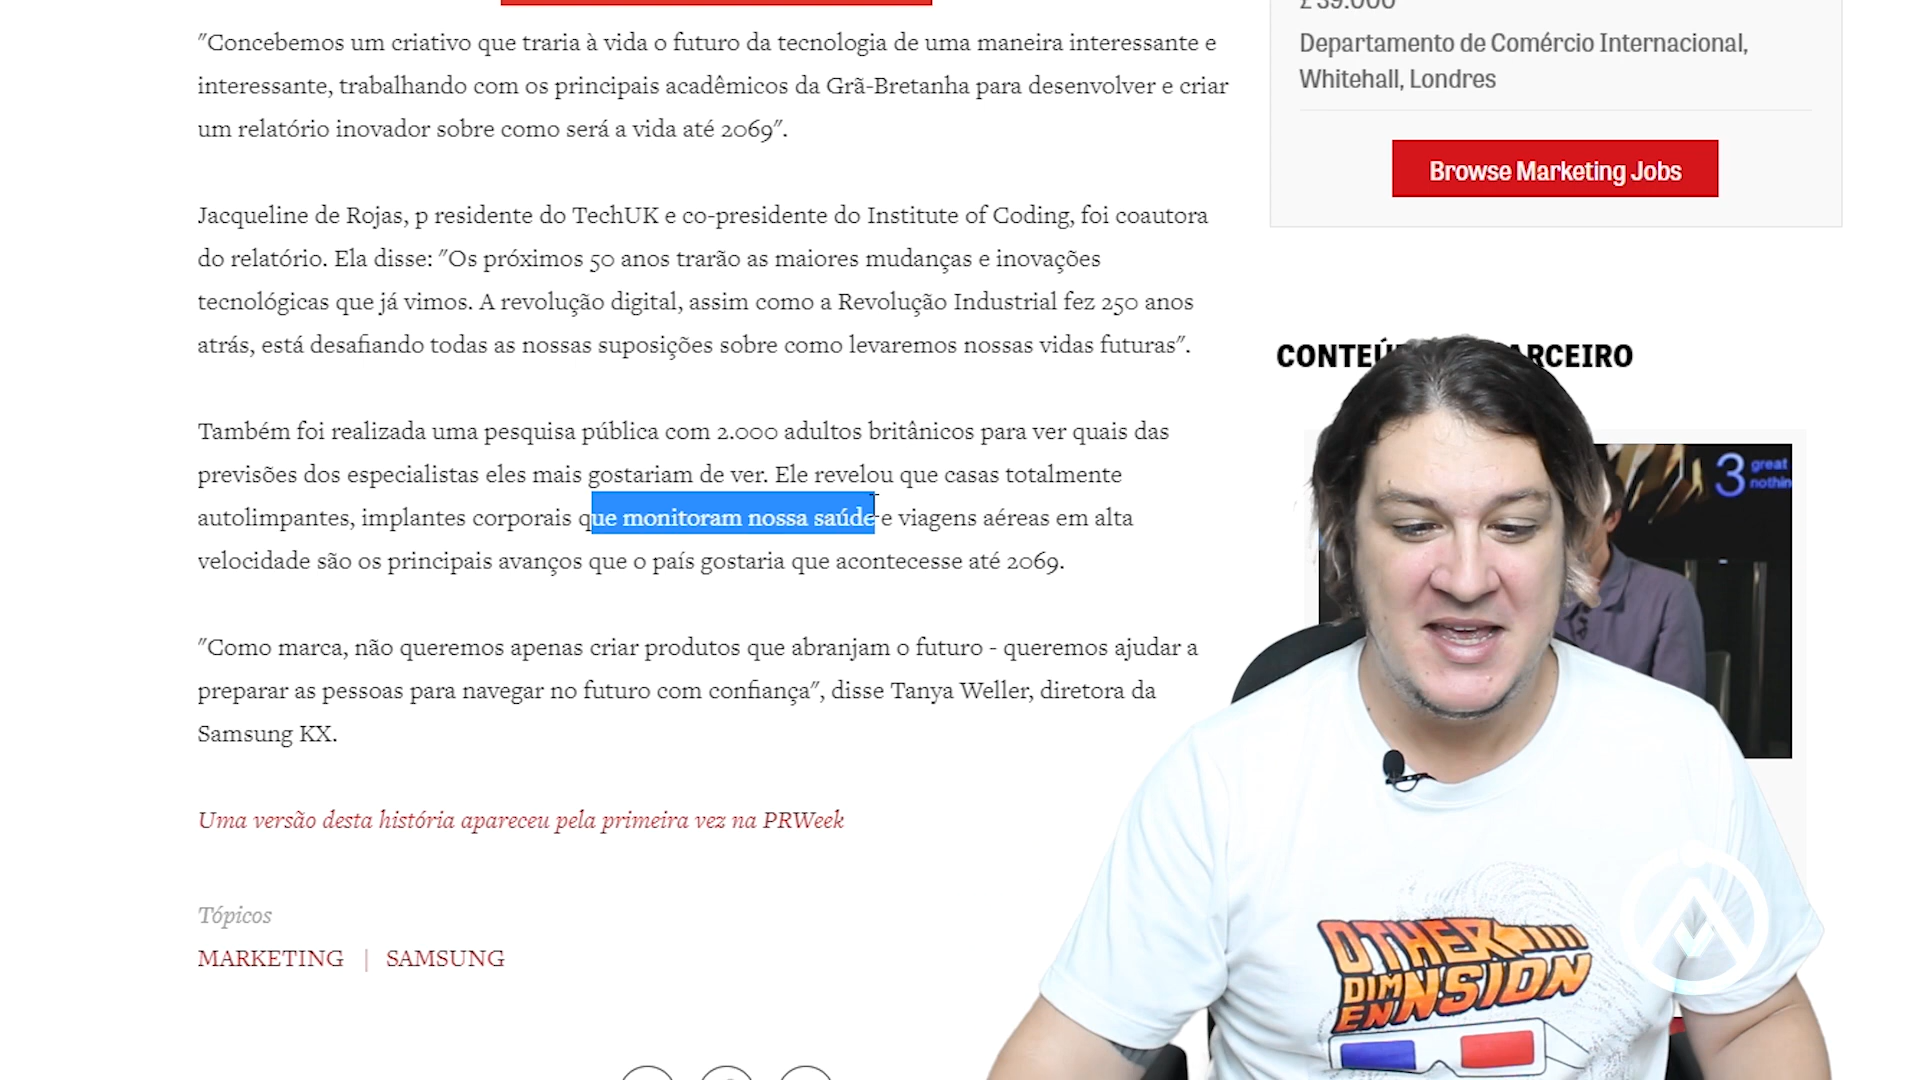 "Concebemos um criativo que traria à vida o futuro da tecnologia de uma maneira interessante e
interessante, trabalhando com os principais acadêmicos da Grã-Bretanha para desenvolver e criar
um relatório inovador sobre como será a vida até 2069".
Jacqueline de Rojas, p residente do TechUK e co-presidente do Institute of Coding, foi coautora
do relatório. Ela disse: "Os próximos 50 anos trarão as maiores mudanças e inovações
tecnológicas que já vimos. A revolução digital, assim como a Revolução Industrial fez 250 anos
atrás, está desafiando todas as nossas suposições sobre como levaremos nossas vidas futuras".
Também foi realizada uma pesquisa pública com 2.000 adultos britânicos para ver quais das
previsões dos especialistas eles mais gostariam de ver. Ele revelou que casas totalmente
autolimpantes, implantes corporais que monitoram nossa saúde e viagens aéreas em alta
velocidade são os principais avanços que o país gostaria que acontecesse até 2069.
"Como marca, não queremos apenas criar produtos que abranjam o futuro - queremos ajudar a
preparar as pessoas para navegar no futuro com confiança", disse Tanya Weller, diretora da
Samsung KX.
Uma versão desta história apareceu pela primeira vez na PRWeek
Tópicos
MARKETING | SAMSUNG
£39.000
Departamento de Comércio Internacional,
Whitehall, Londres
Browse Marketing Jobs
3 great
OTHER
DIMENNSION